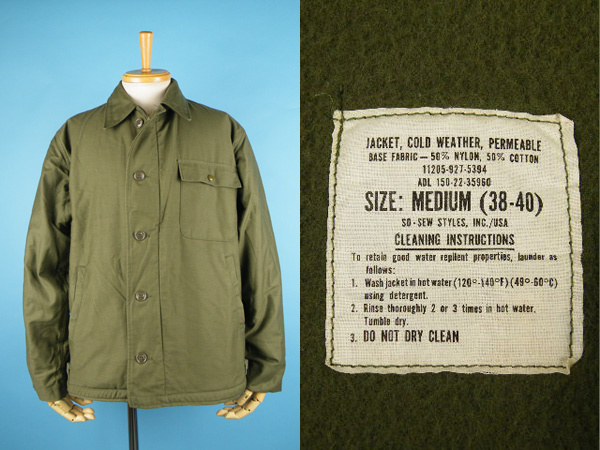 JACKET, COLD WEATHER, PERMEABLE
BASE FABRIC — 50% NYLON, 50% COTTON
11205-927-5394
ADL 150-22-35960
SIZE: MEDIUM (38-40)
SO-SEW STYLES, INC./USA
CLEANING INSTRUCTIONS
To retain good water replient properties, launder as
follows:
1. Wash jacket in hot water (120°-140°F)(49°-60°C)
using detergent.
2. Rinse thoroughly 2 or 3 times in hot water.
Tumble dry.
3. DO NOT DRY CLEAN